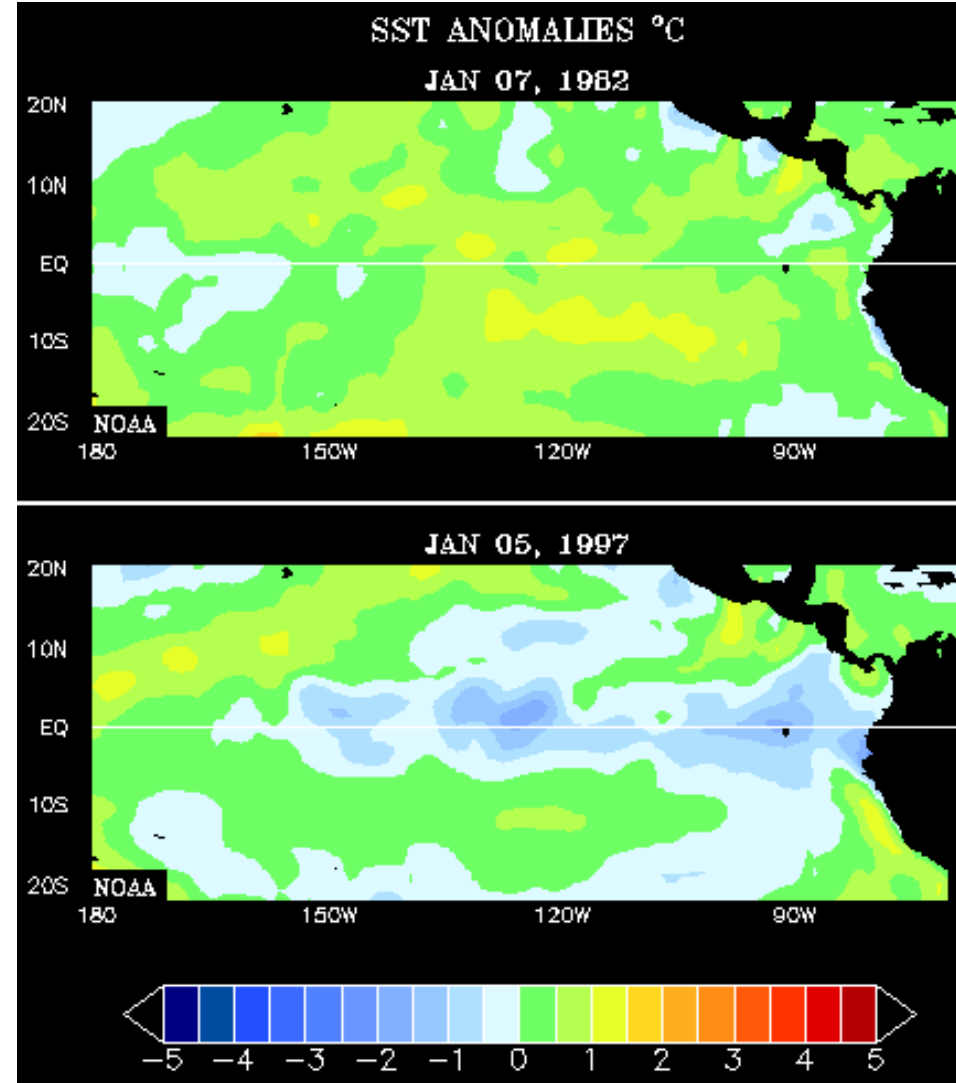 SST ANOMALIES °C
JAN 07, 1982
20N
10N
EQ
10S
20S
NOAA
180 150W 120W 90W
JAN 05, 1997
20N
10N
EQ
10S
20S
NOAA
180 150W 120W 90W
-5 -4 -3 -2 -1 0 1 2 3 4 5